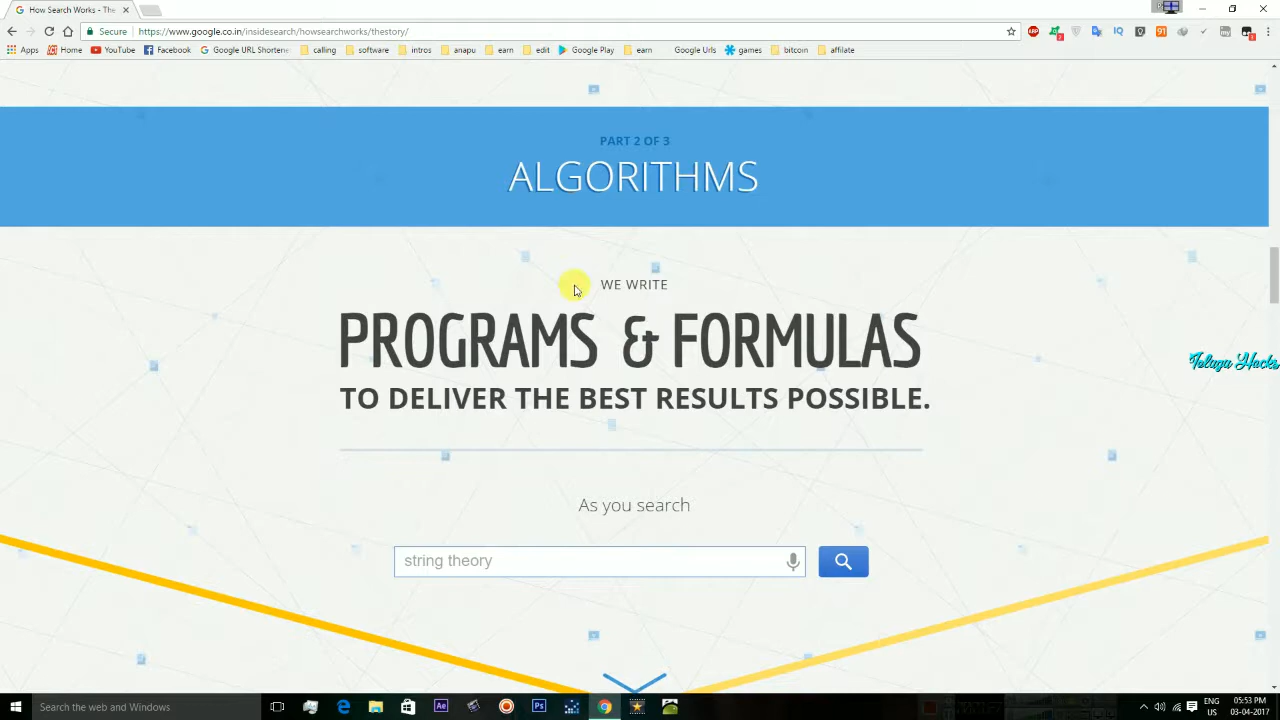 How Search Works - The
Secure https://www.google.co.in/insidesearch/howsearchworks/thestory/
Apps Home YouTube Facebook Google URL Shortene calling software intros anapu earn edit Google Play earn Google Urls games bitcoin affilate
PART 2 OF 3
ALGORITHMS
WE WRITE
PROGRAMS & FORMULAS
TO DELIVER THE BEST RESULTS POSSIBLE.
Telugu Hacks
As you search
string theory
Search the web and Windows
ENG
US
05:53 PM
03-04-2017